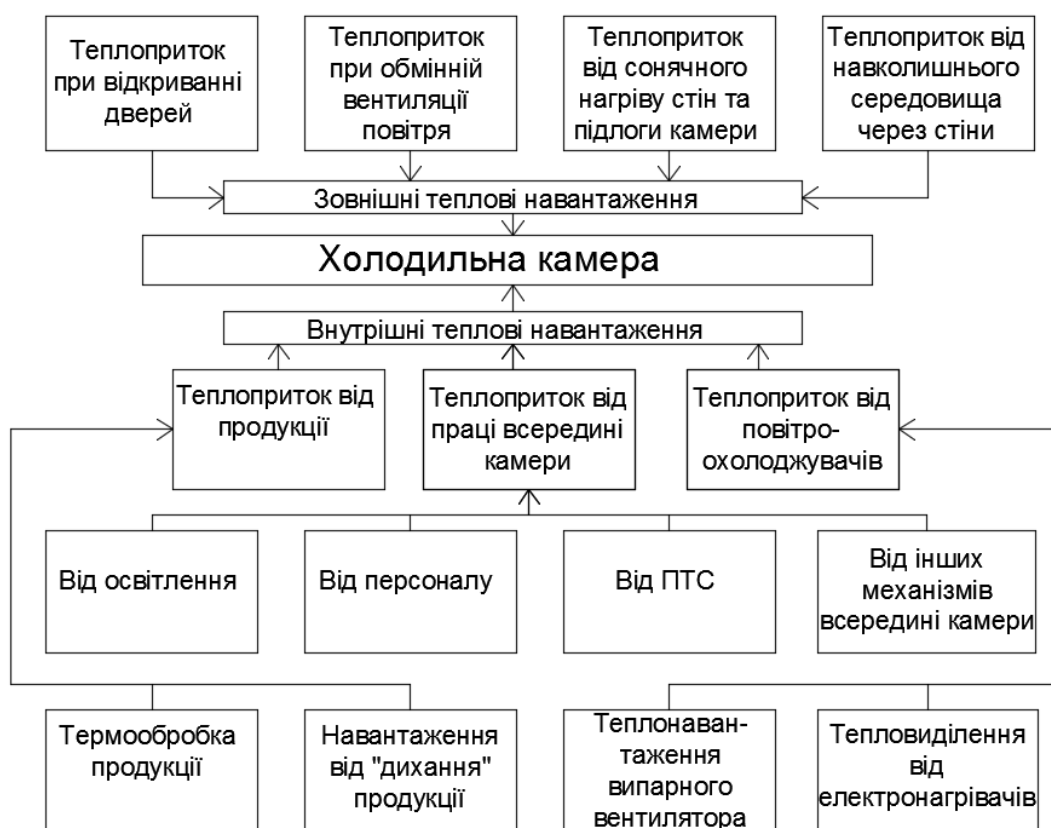 Теплоприток
при відкриванні
дверей
Теплоприток
при обмінній
вентиляції
повітря
Теплоприток
від сонячного
нагріву стін та
підлоги камери
Теплоприток від
навколишнього
середовища
через стіни
Зовнішні теплові навантаження
Холодильна камера
Внутрішні теплові навантаження
Теплоприток від
продукції
Теплоприток від
праці всередині
камери
Теплоприток від
повітро-
охолоджувачів
Від освітлення
Від персоналу
Від ПТС
Від інших
механізмів
всередині камери
Термообробка
продукції
Навантаження
від "дихання"
продукції
Теплонаван-
таження
випарного
вентилятора
Тепловиділення
від
електронагрівачів